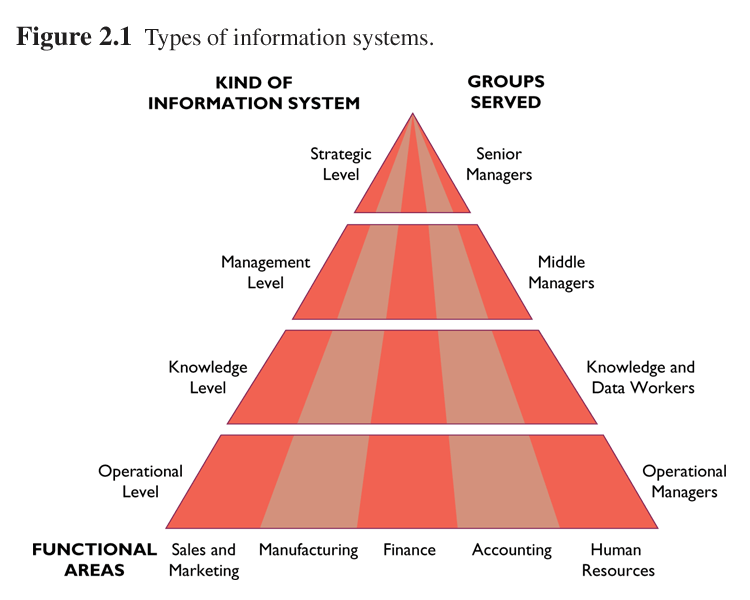 Figure 2.1 Types of information systems.
KIND OF
INFORMATION SYSTEM
GROUPS
SERVED
Strategic
Level
Senior
Managers
Management
Level
Middle
Managers
Knowledge
Level
Knowledge and
Data Workers
Operational
Level
Operational
Managers
FUNCTIONAL
AREAS
Sales and
Marketing
Manufacturing
Finance
Accounting
Human
Resources